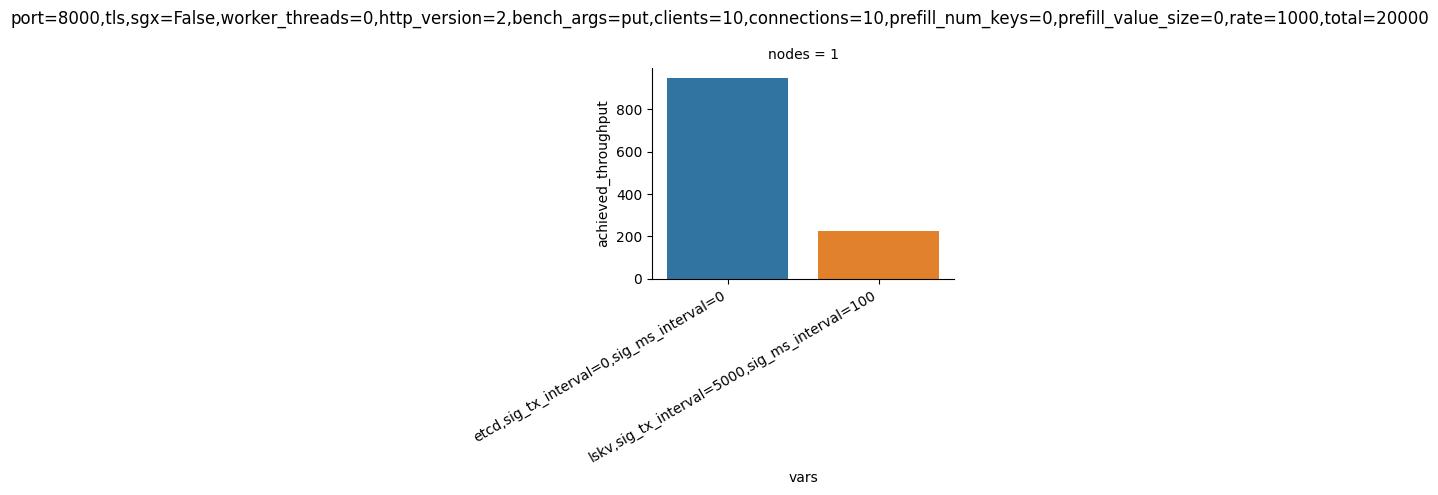 port=8000,tls,sgx=False,worker_threads=0,http_version=2,bench_args=put,clients=10,connections=10,prefill_num_keys=0,prefill_value_size=0,rate=1000,total=20000
nodes = 1
achieved_throughput
800
600
400
200
0
etcd,sig_tx_interval=0,sig_ms_interval=0
lskv,sig_tx_interval=5000,sig_ms_interval=100
vars